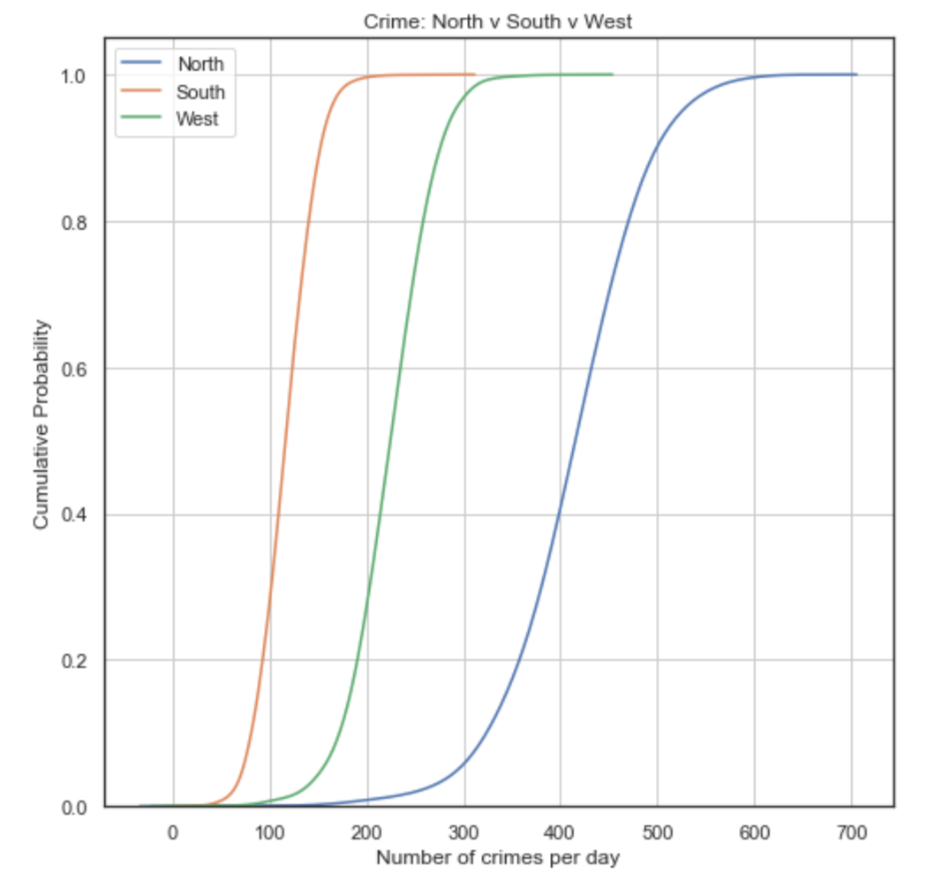 Crime: North v South v West
North
South
West
1.0
0.8
0.6
0.4
0.2
0.0
Cumulative Probability
0 100 200 300 400 500 600 700
Number of crimes per day